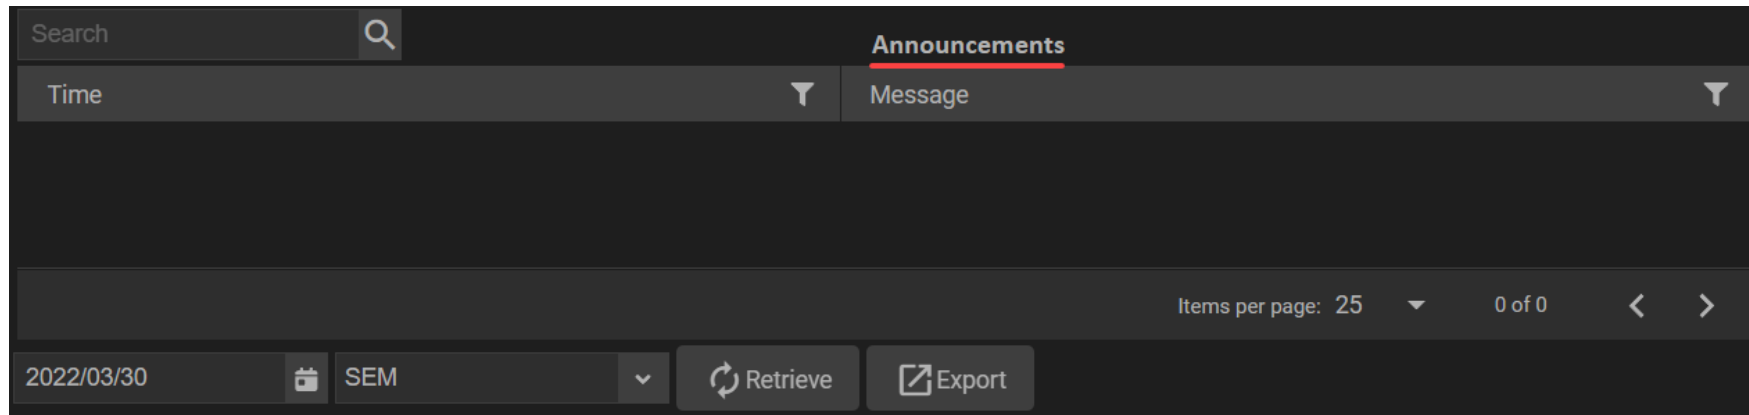 Search
Announcements
Time Message
Items per page: 25 0 of 0
2022/03/30 SEM Retrieve Export